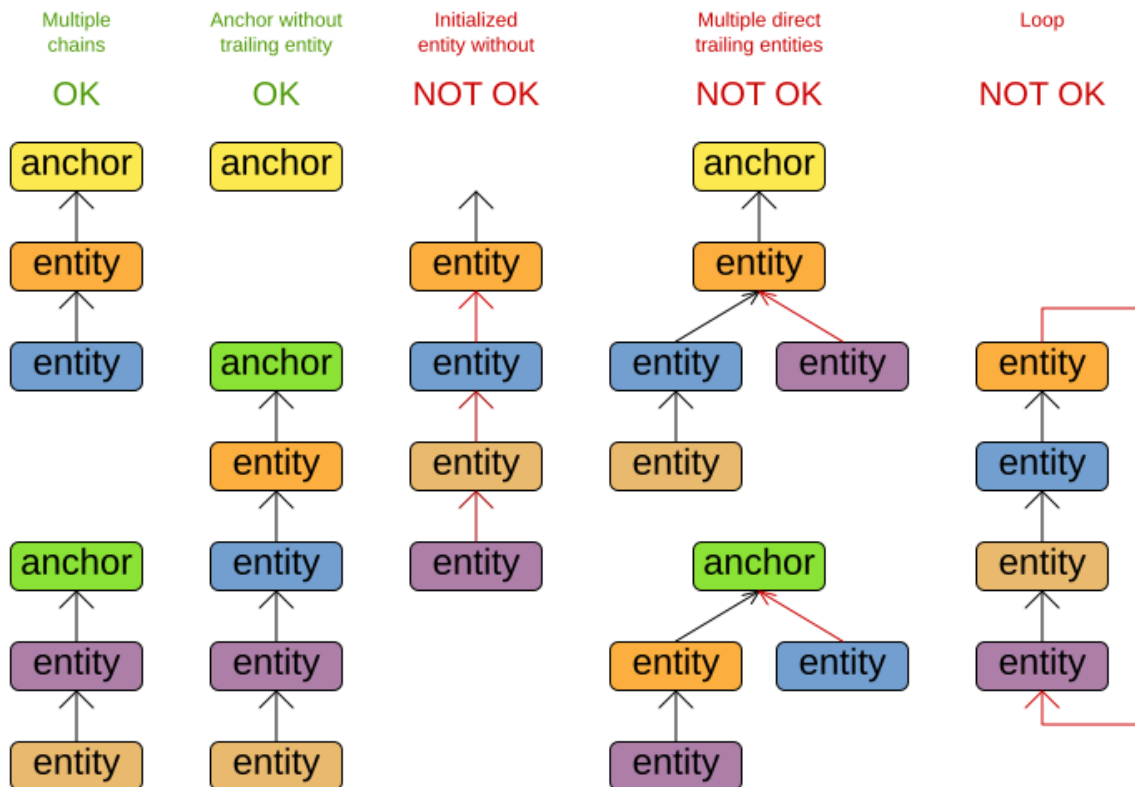 Multiple
chains
OK
anchor
entity
entity
anchor
entity
entity
Anchor without
trailing entity
OK
anchor
anchor
entity
entity
entity
entity
Initialized
entity without
NOT OK
entity
entity
entity
entity
Multiple direct
trailing entities
NOT OK
anchor
entity
entity entity
entity
anchor
entity entity
entity
Loop
NOT OK
entity
entity
entity
entity